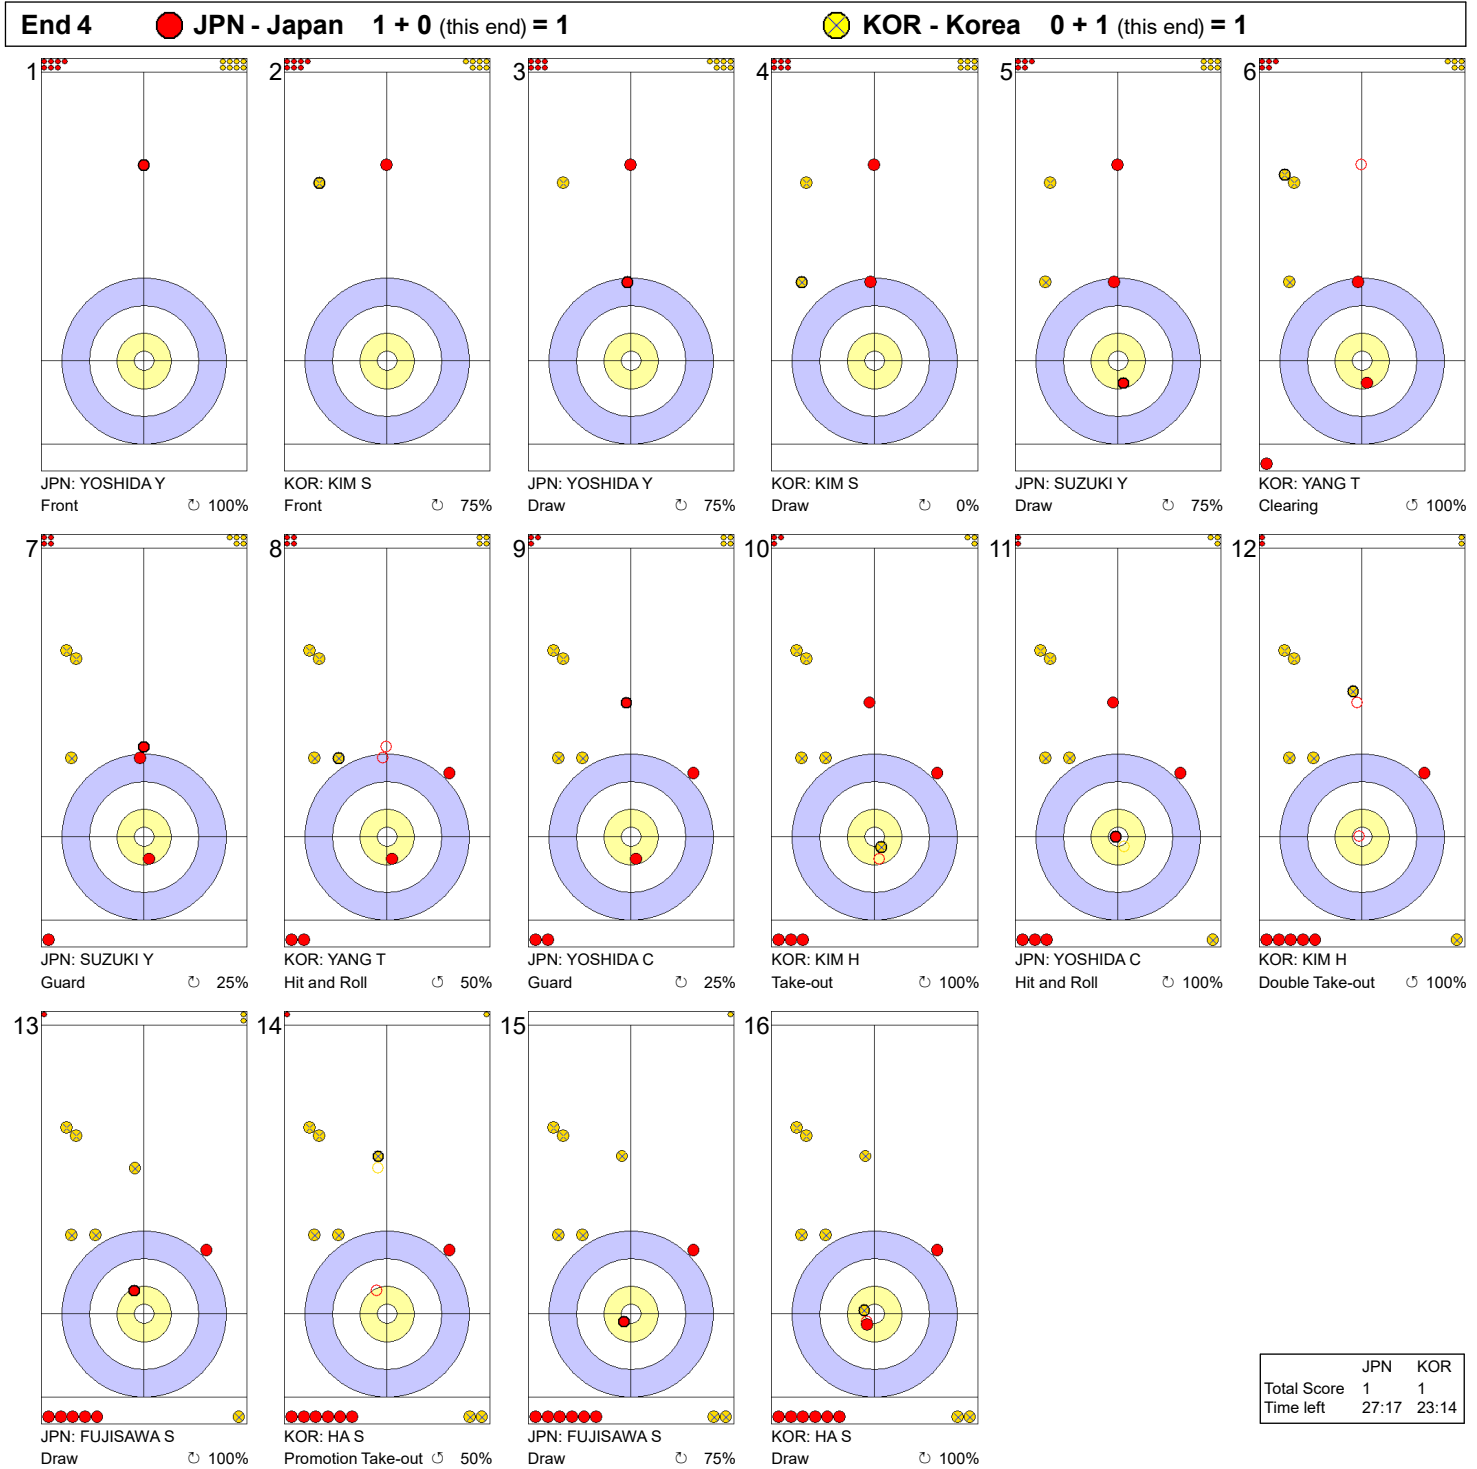 End 4 JPN - Japan 1 + 0 (this end) = 1 KOR - Korea 0 + 1 (this end) = 1
1 2 3 4 5 6
JPN: YOSHIDA Y KOR: KIM S JPN: YOSHIDA Y KOR: KIM S JPN: SUZUKI Y KOR: YANG T
Front ↻ 100% Front ↻ 75% Draw ↻ 75% Draw ↻ 0% Draw ↻ 75% Clearing ↺ 100%
7 8 9 10 11 12
JPN: SUZUKI Y KOR: YANG T JPN: YOSHIDA C KOR: KIM H JPN: YOSHIDA C KOR: KIM H
Guard ↻ 25% Hit and Roll ↺ 50% Guard ↻ 25% Take-out ↻ 100% Hit and Roll ↻ 100% Double Take-out ↻ 100%
13 14 15 16
JPN: FUJISAWA S KOR: HA S JPN: FUJISAWA S KOR: HA S
Draw ↻ 100% Promotion Take-out ↺ 50% Draw ↻ 75% Draw ↻ 100%
JPN KOR
Total Score 1 1
Time left 27:17 23:14